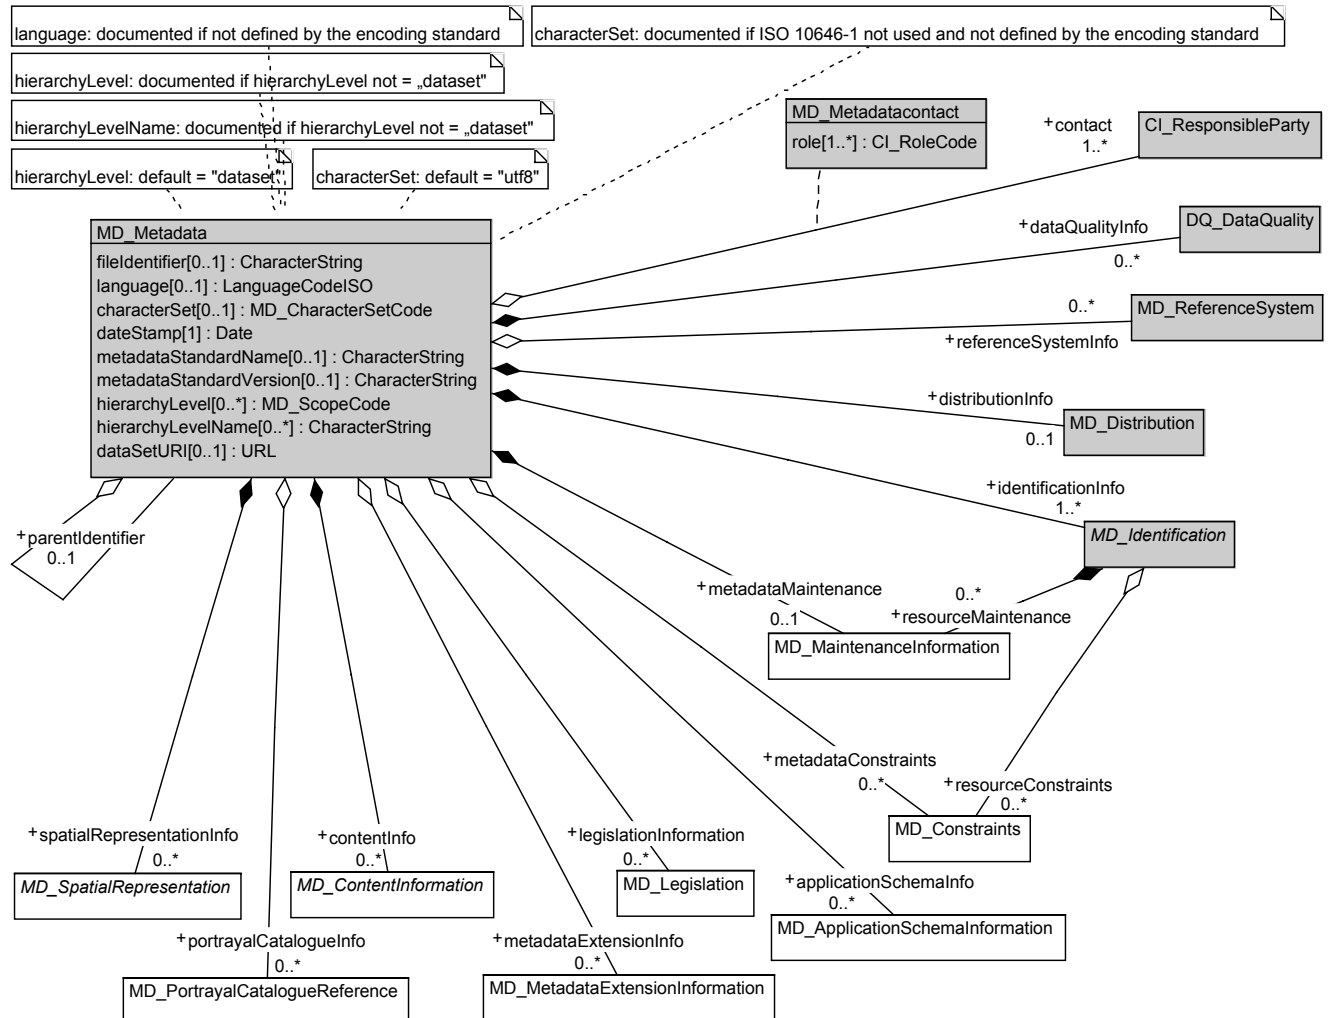 language: documented if not defined by the encoding standard
characterSet: documented if ISO 10646-1 not used and not defined by the encoding standard
hierarchyLevel: documented if hierarchyLevel not = „dataset"
hierarchyLevelName: documented if hierarchyLevel not = „dataset"
hierarchyLevel: default = "dataset"
characterSet: default = "utf8"
MD_Metadatacontact
role[1..*] : CI_RoleCode
+contact
1..*
CI_ResponsibleParty
MD_Metadata
fileIdentifier[0..1] : CharacterString
language[0..1] : LanguageCodeISO
characterSet[0..1] : MD_CharacterSetCode
dateStamp[1] : Date
metadataStandardName[0..1] : CharacterString
metadataStandardVersion[0..1] : CharacterString
hierarchyLevel[0..*] : MD_ScopeCode
hierarchyLevelName[0..*] : CharacterString
dataSetURI[0..1] : URL
+dataQualityInfo
0..*
DQ_DataQuality
0..*
+referenceSystemInfo
MD_ReferenceSystem
+distributionInfo
0..1
MD_Distribution
+identificationInfo
1..*
MD_Identification
+parentIdentifier
0..1
+metadataMaintenance
0..1
0..*
+resourceMaintenance
MD_MaintenanceInformation
+metadataConstraints
0..*
+resourceConstraints
0..*
MD_Constraints
+spatialRepresentationInfo
0..*
MD_SpatialRepresentation
+contentInfo
0..*
MD_ContentInformation
+legislationInformation
0..*
MD_Legislation
+applicationSchemaInfo
0..*
MD_ApplicationSchemaInformation
+portrayalCatalogueInfo
0..*
MD_PortrayalCatalogueReference
+metadataExtensionInfo
0..*
MD_MetadataExtensionInformation